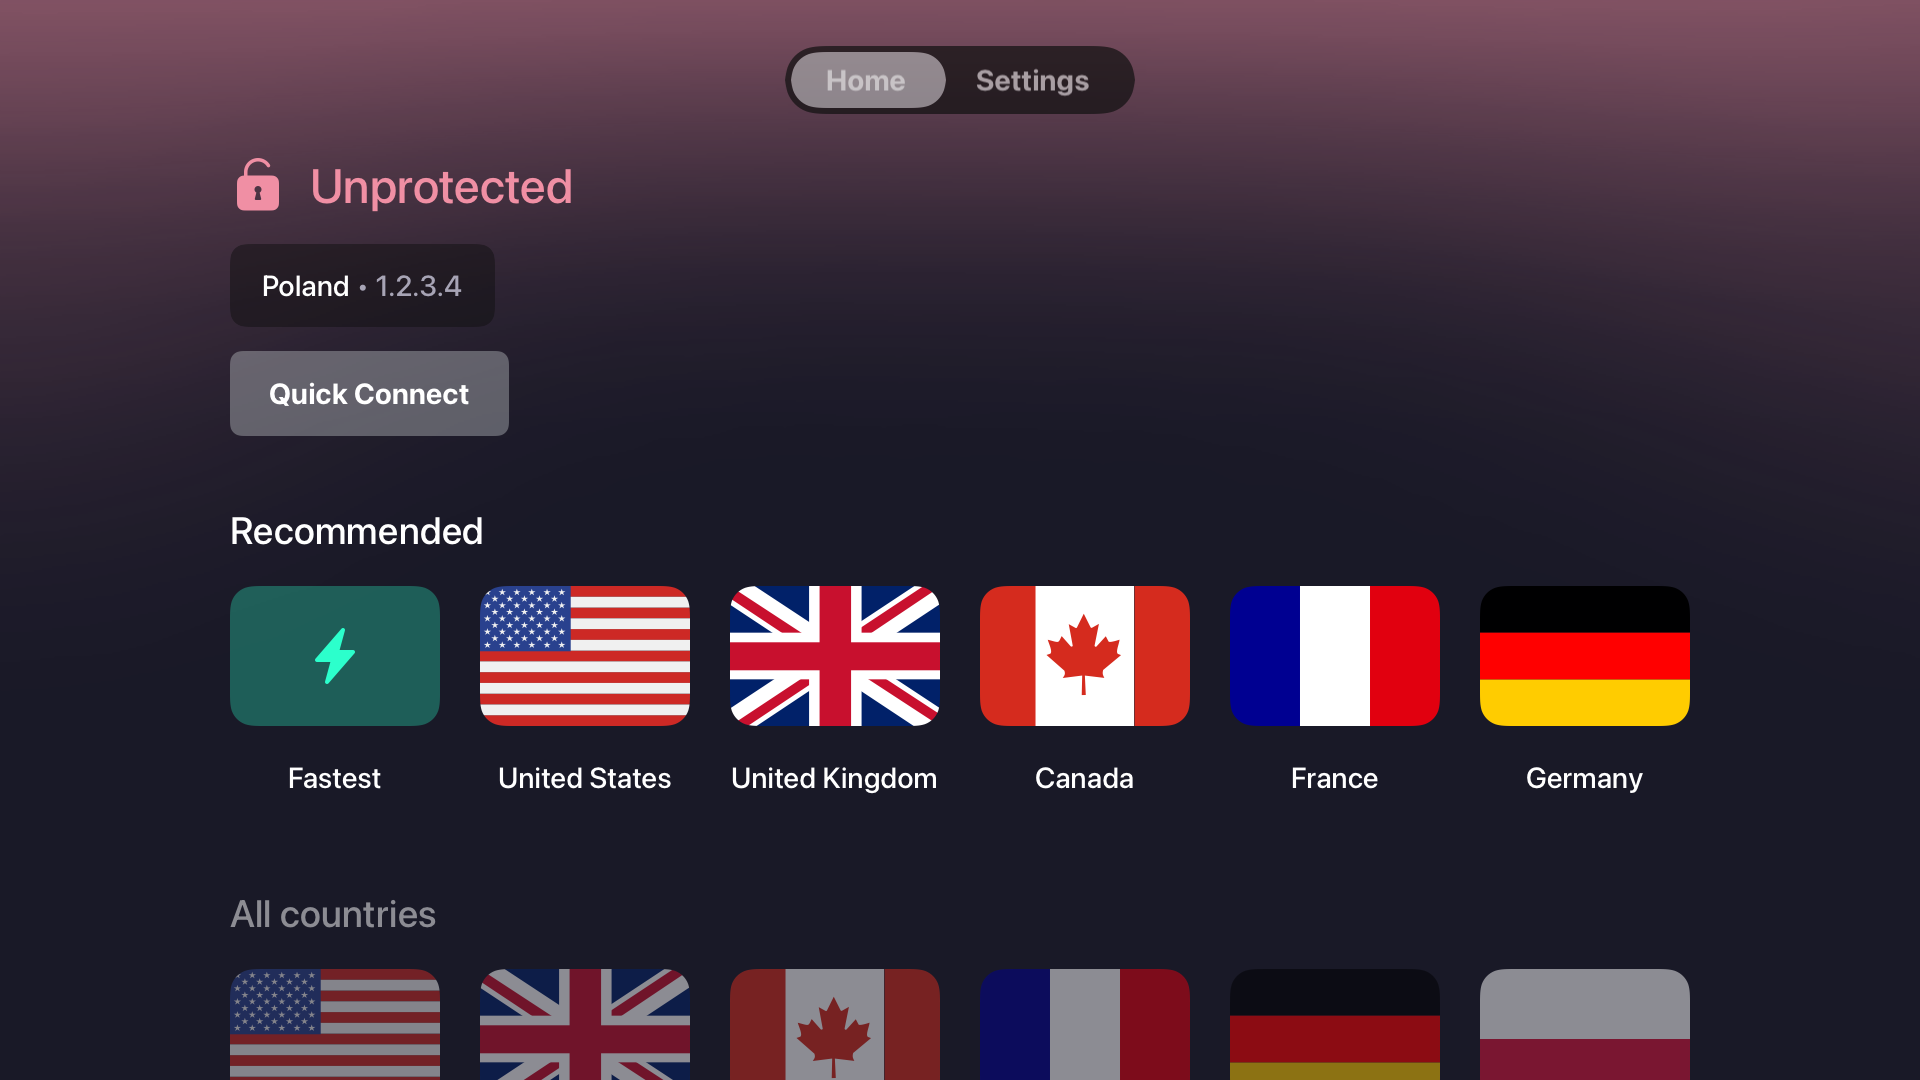 Home Settings
Unprotected
Poland • 1.2.3.4
Quick Connect
Recommended
Fastest United States United Kingdom Canada France Germany
All countries